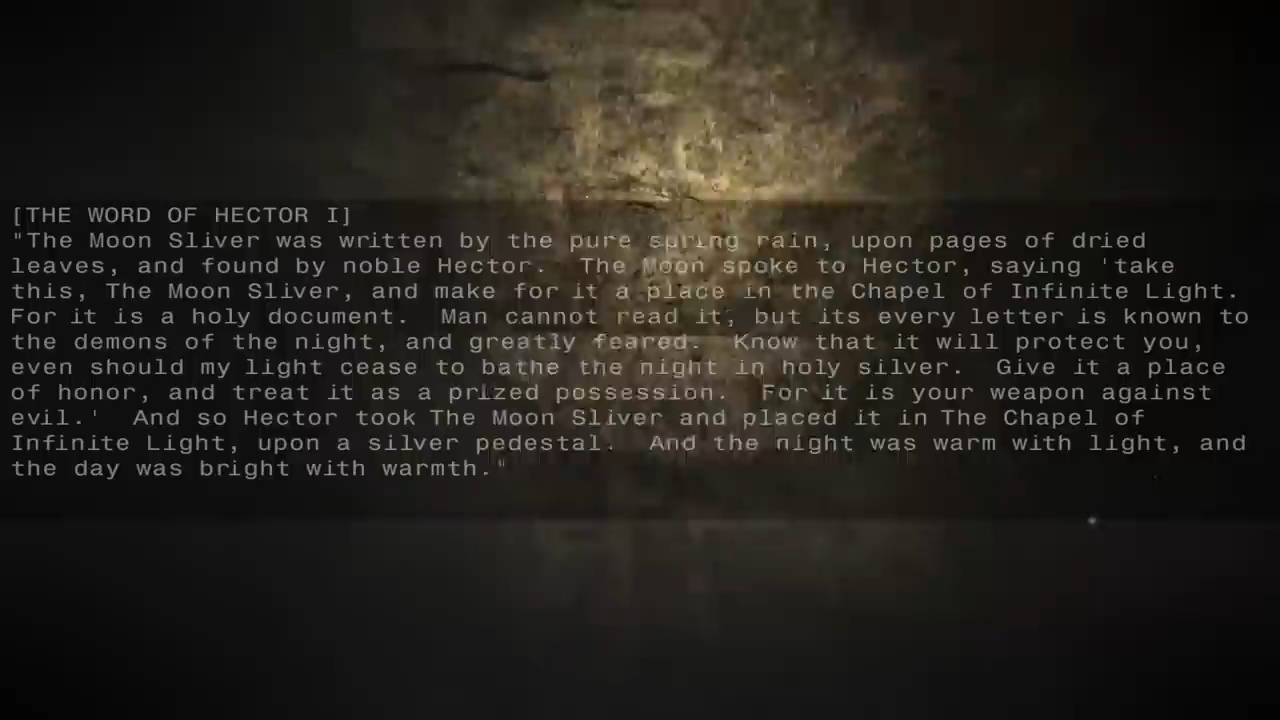 [THE WORD OF HECTOR I]
"The Moon Sliver was written by the pure spring rain, upon pages of dried
leaves, and found by noble Hector.  The Moon spoke to Hector, saying 'take
this, The Moon Sliver, and make for it a place in the Chapel of Infinite Light.
For it is a holy document.  Man cannot read it, but its every letter is known to
the demons of the night, and greatly feared.  Know that it will protect you,
even should my light cease to bathe the night in holy silver.  Give it a place
of honor, and treat it as a prized possession.  For it is your weapon against
evil.'  And so Hector took The Moon Sliver and placed it in The Chapel of
Infinite Light, upon a silver pedestal.  And the night was warm with light, and
the day was bright with warmth."